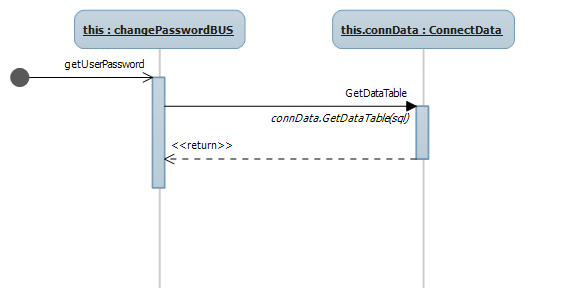 this : changePasswordBUS
this.connData : ConnectData
getUserPassword
GetDataTable
connData.GetDataTable(sql)
<<return>>